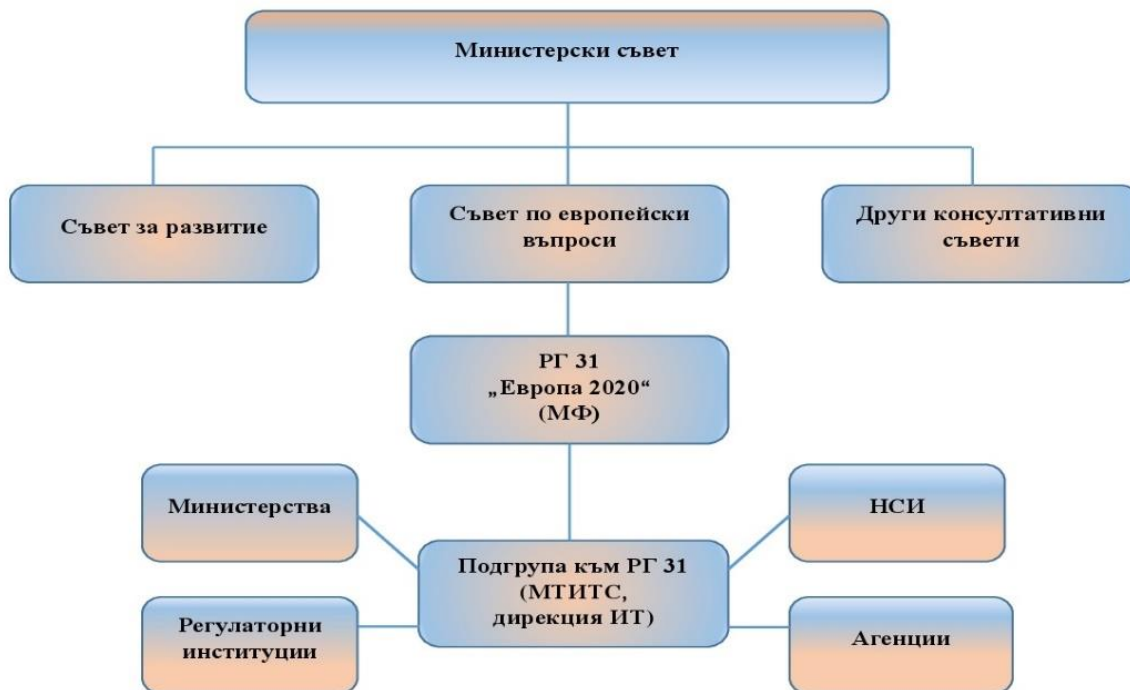 Министерски съвет
Съвет за развитие
Съвет по европейски
въпроси
Други консултативни
съвети
РГ 31
„Европа 2020“
(МФ)
Министерства
НСИ
Подгрупа към РГ 31
(МТИТС,
дирекция ИТ)
Регулаторни
институции
Агенции